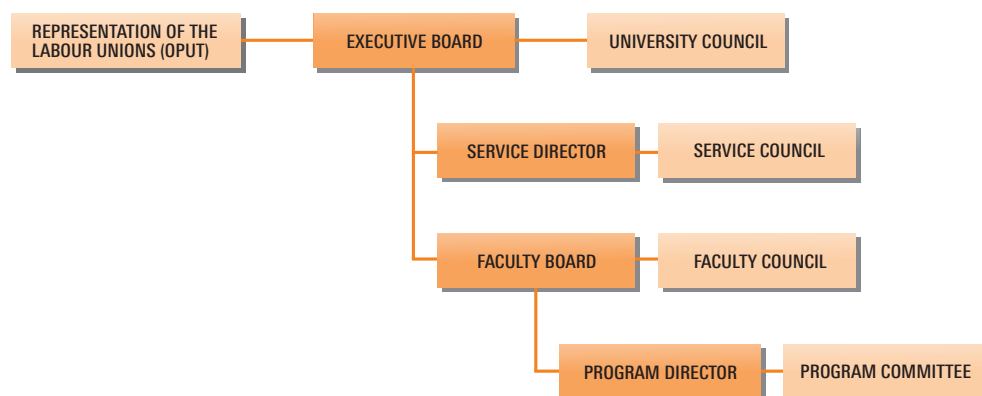 REPRESENTATION OF THE
LABOUR UNIONS (OPUT)
EXECUTIVE BOARD
UNIVERSITY COUNCIL
SERVICE DIRECTOR
SERVICE COUNCIL
FACULTY BOARD
FACULTY COUNCIL
PROGRAM DIRECTOR
PROGRAM COMMITTEE